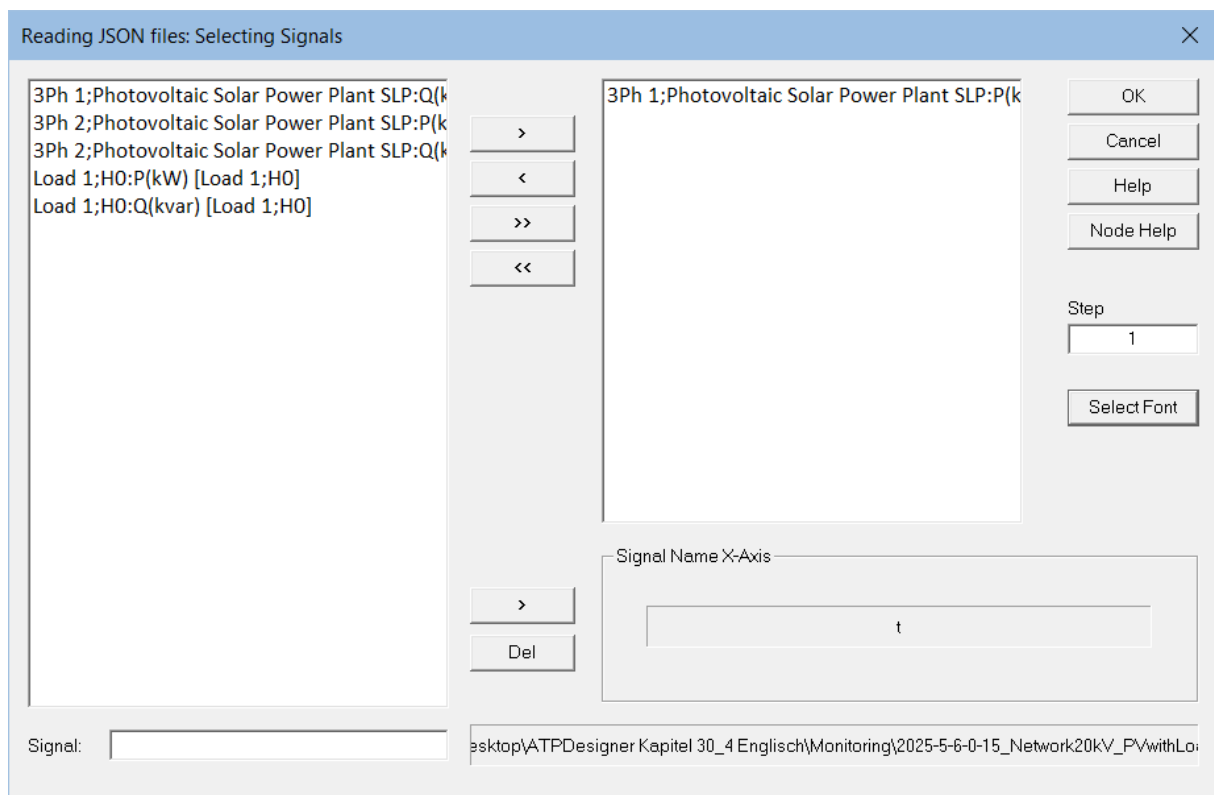 Reading JSON files: Selecting Signals
3Ph 1;Photovoltaic Solar Power Plant SLP:Q(k
3Ph 2;Photovoltaic Solar Power Plant SLP:P(k
3Ph 2;Photovoltaic Solar Power Plant SLP:Q(k
Load 1;H0:P(kW) [Load 1;H0]
Load 1;H0:Q(kvar) [Load 1;H0]
>
<
>>
<<
3Ph 1;Photovoltaic Solar Power Plant SLP:P(k
OK
Cancel
Help
Node Help
Step
1
Select Font
>
Del
Signal Name X-Axis
t
Signal:
esktop\ATPDesigner Kapitel 30_4 Englisch\Monitoring\2025-5-6-0-15_Network20kV_PVwithLo